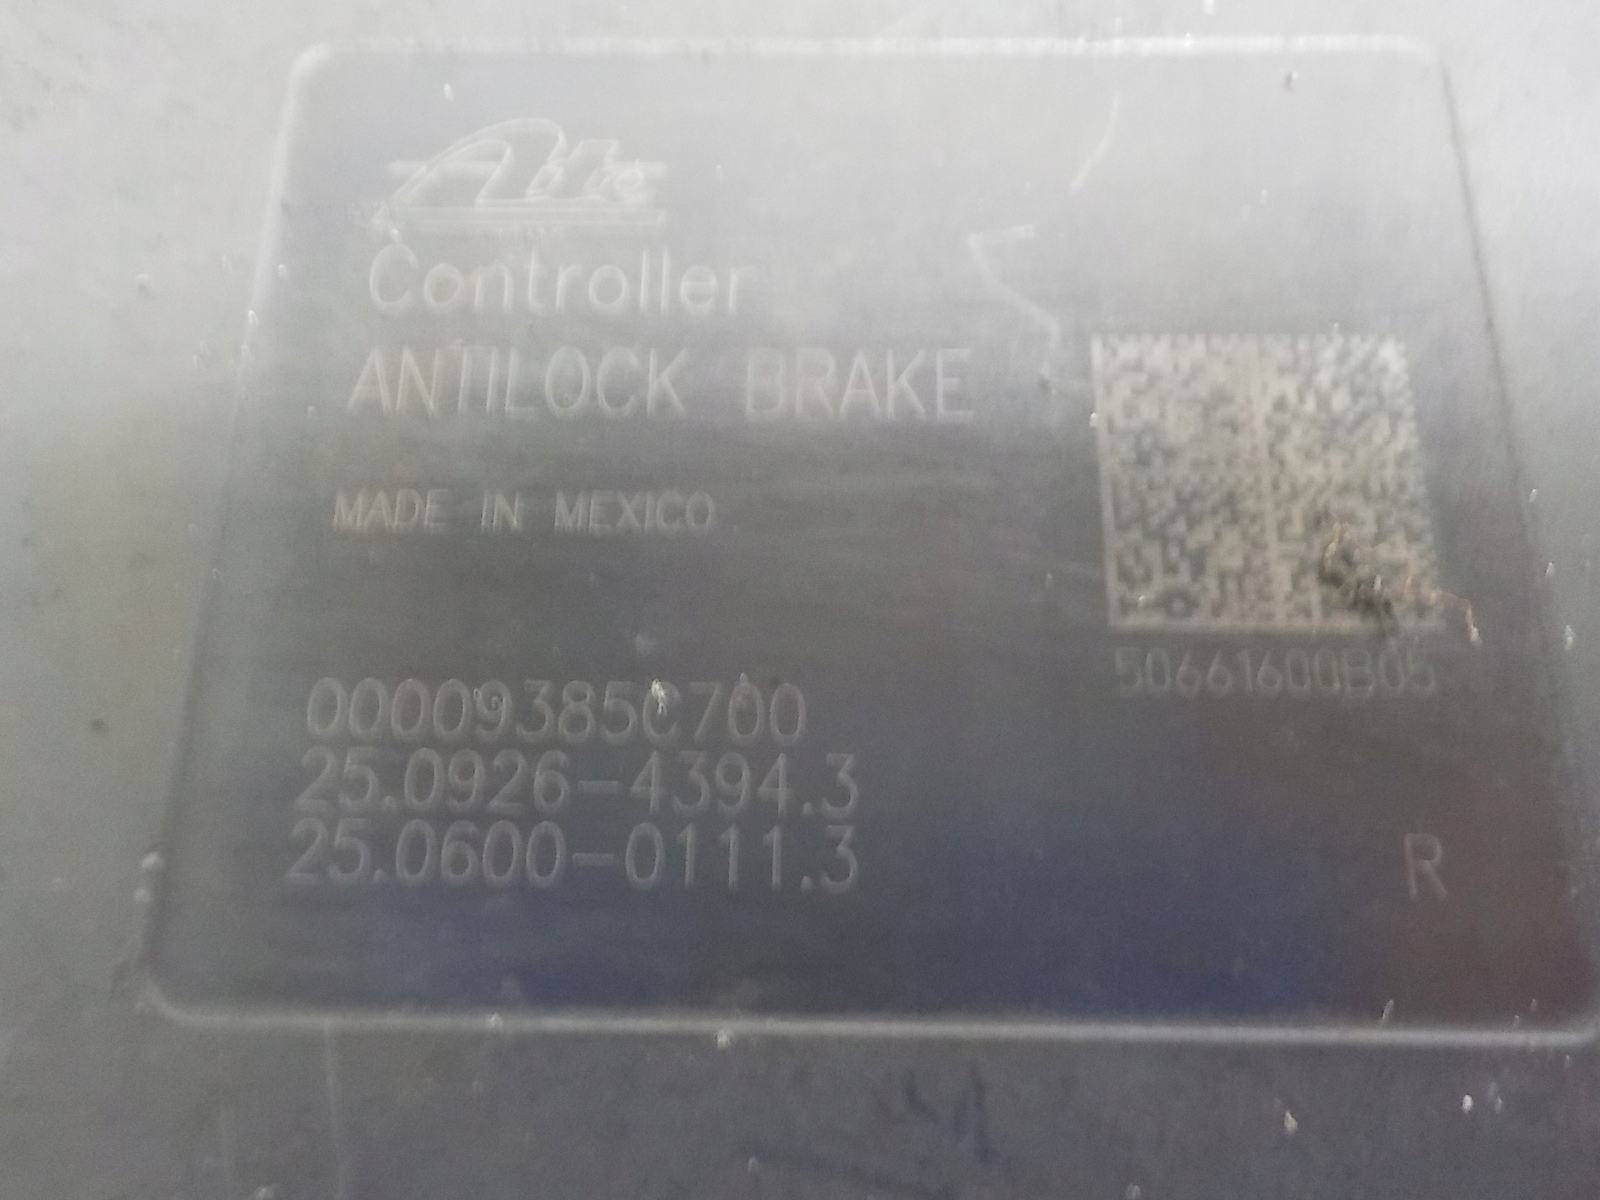 Ate
Controller
ANTILOCK BRAKE
MADE IN MEXICO
50661600B05
00009385C700
25.0926-4394.3
25.0600-0111.3
R